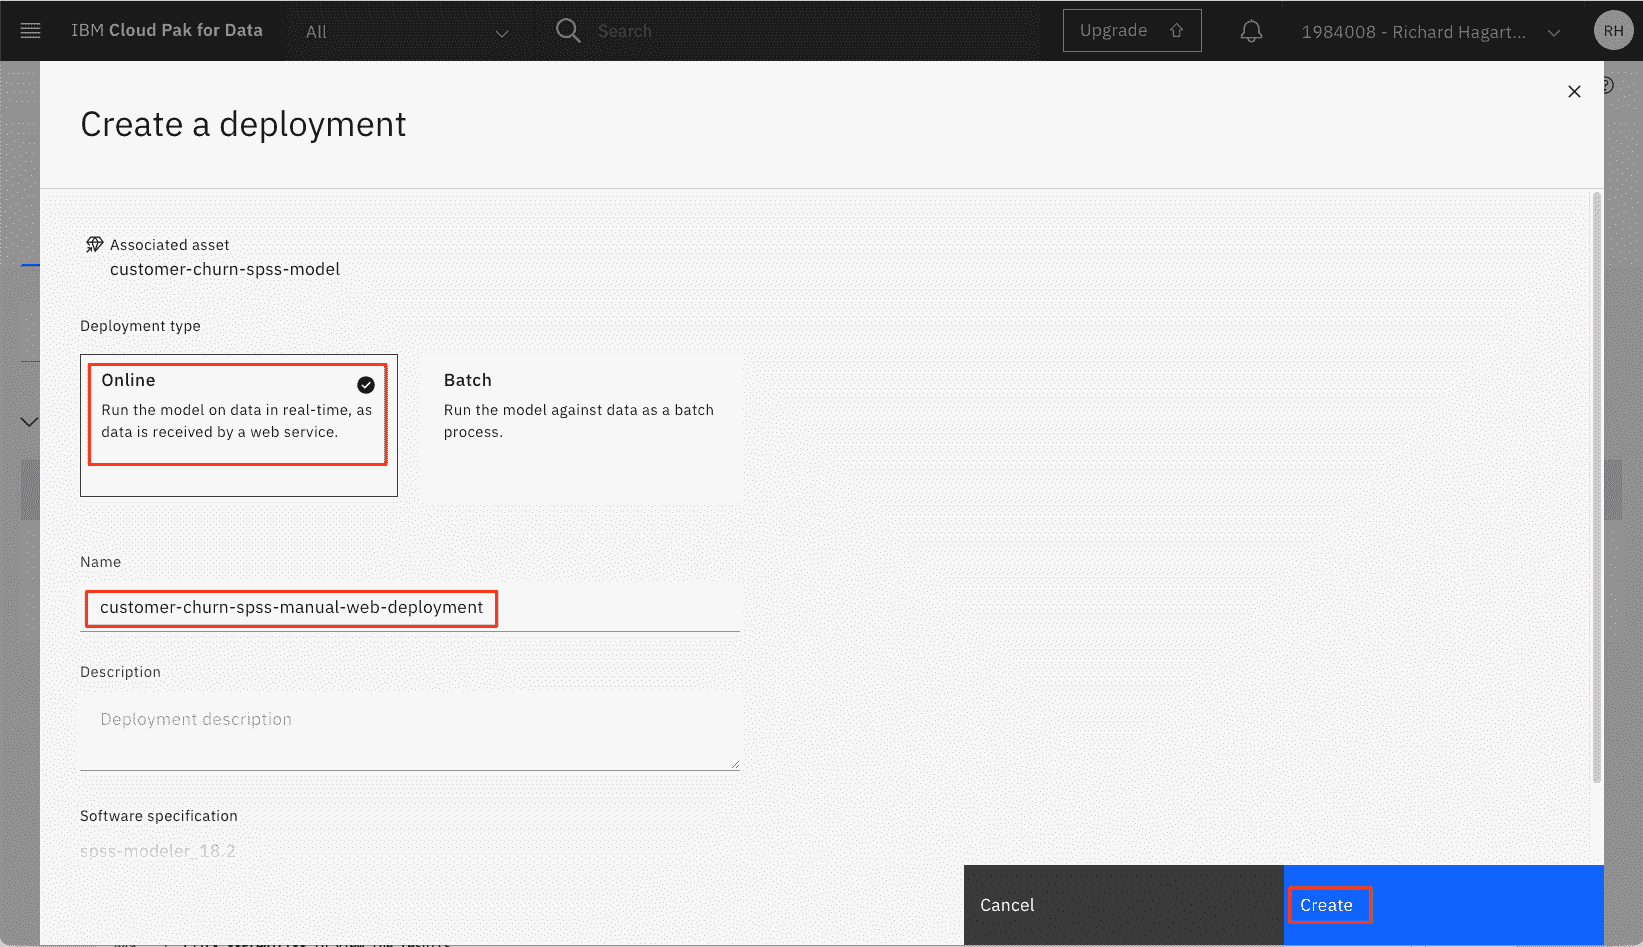 IBM Cloud Pak for Data
All
Search
Upgrade
1984008 - Richard Hagart...
RH
Create a deployment
Associated asset
customer-churn-spss-model
Deployment type
Online
Run the model on data in real-time, as
data is received by a web service.
Batch
Run the model against data as a batch
process.
Name
customer-churn-spss-manual-web-deployment
Description
Deployment description
Software specification
spss-modeler_18.2
Cancel
Create